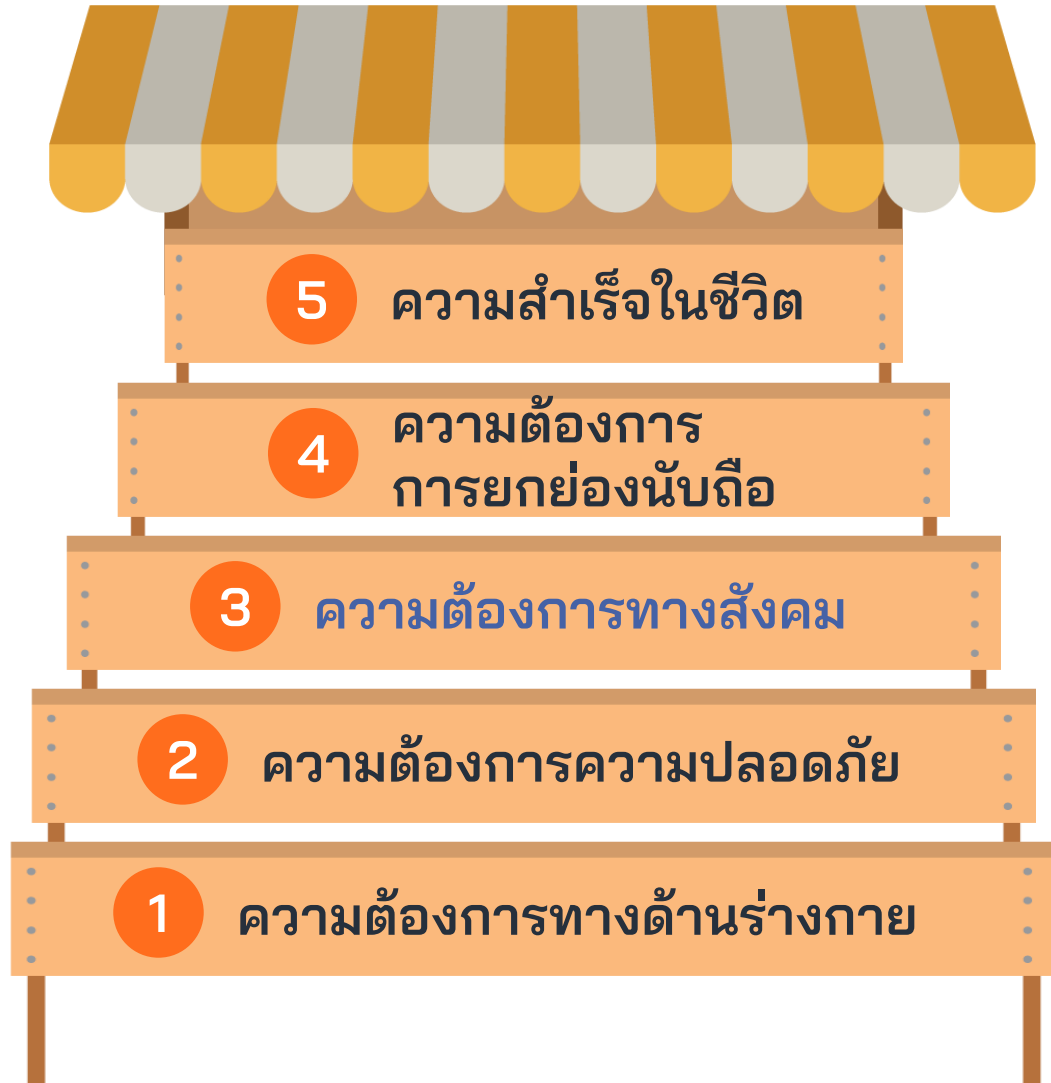 5 ความสำเร็จในชีวิต
4 ความต้องการ
การยกย่องนับถือ
3 ความต้องการทางสังคม
2 ความต้องการความปลอดภัย
1 ความต้องการทางด้านร่างกาย